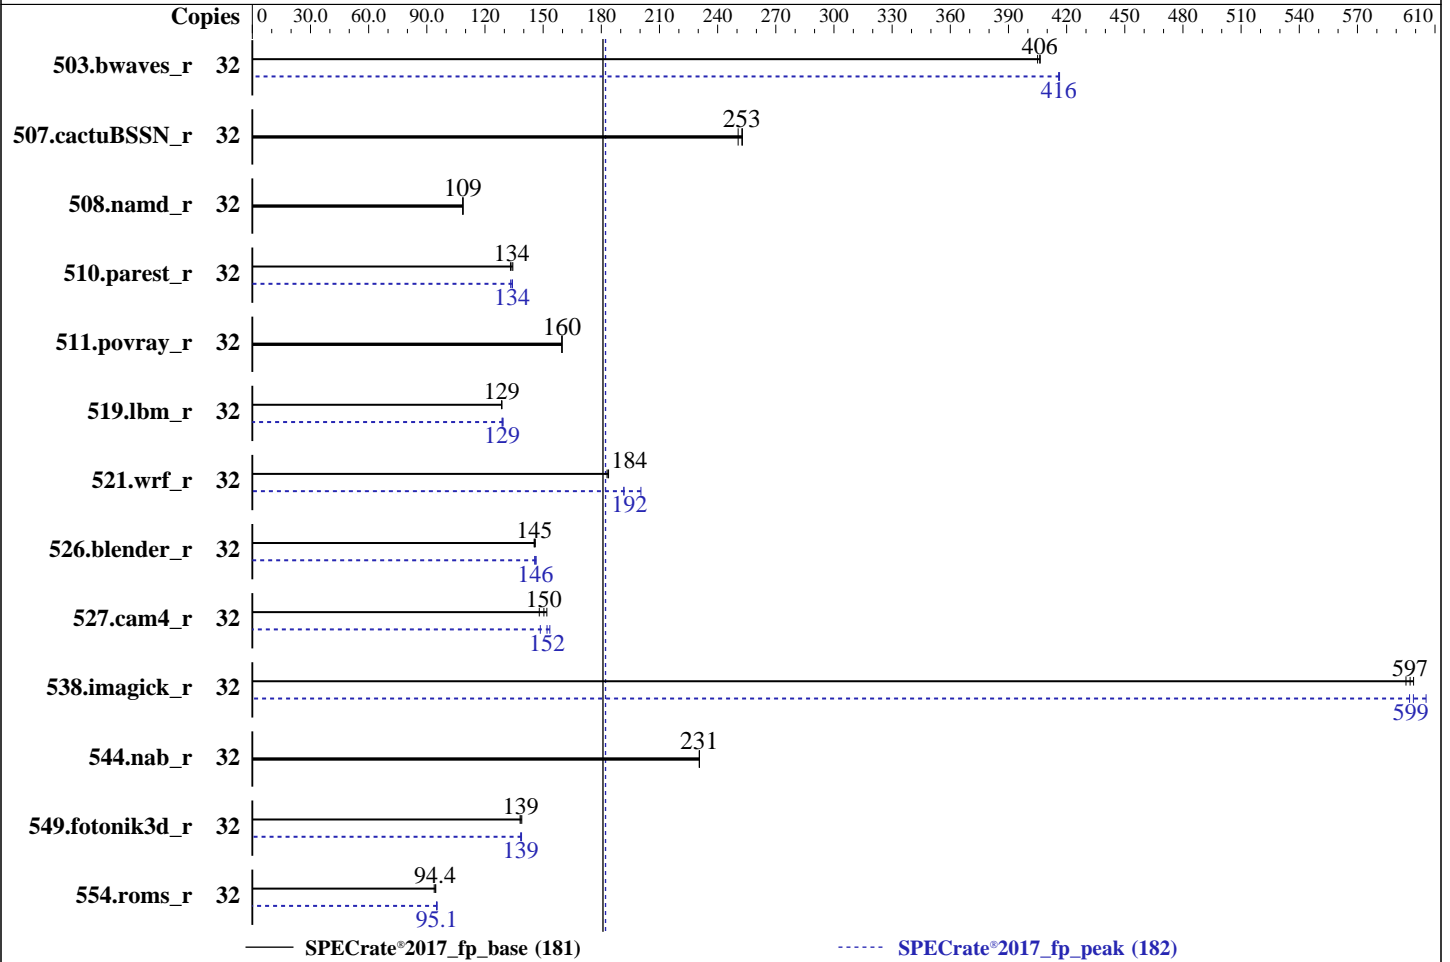 Copies 0 30.0 60.0 90.0 120 150 180 210 240 270 300 330 360 390 420 450 480 510 540 570 610
503.bwaves_r 32 406
416
507.cactuBSSN_r 32 253
508.namd_r 32 109
510.parest_r 32 134
134
511.povray_r 32 160
519.lbm_r 32 129
129
521.wrf_r 32 184
192
526.blender_r 32 145
146
527.cam4_r 32 150
152
538.imagick_r 32 597
599
544.nab_r 32 231
549.fotonik3d_r 32 139
139
554.roms_r 32 94.4
95.1
SPECrate®2017_fp_base (181) SPECrate®2017_fp_peak (182)